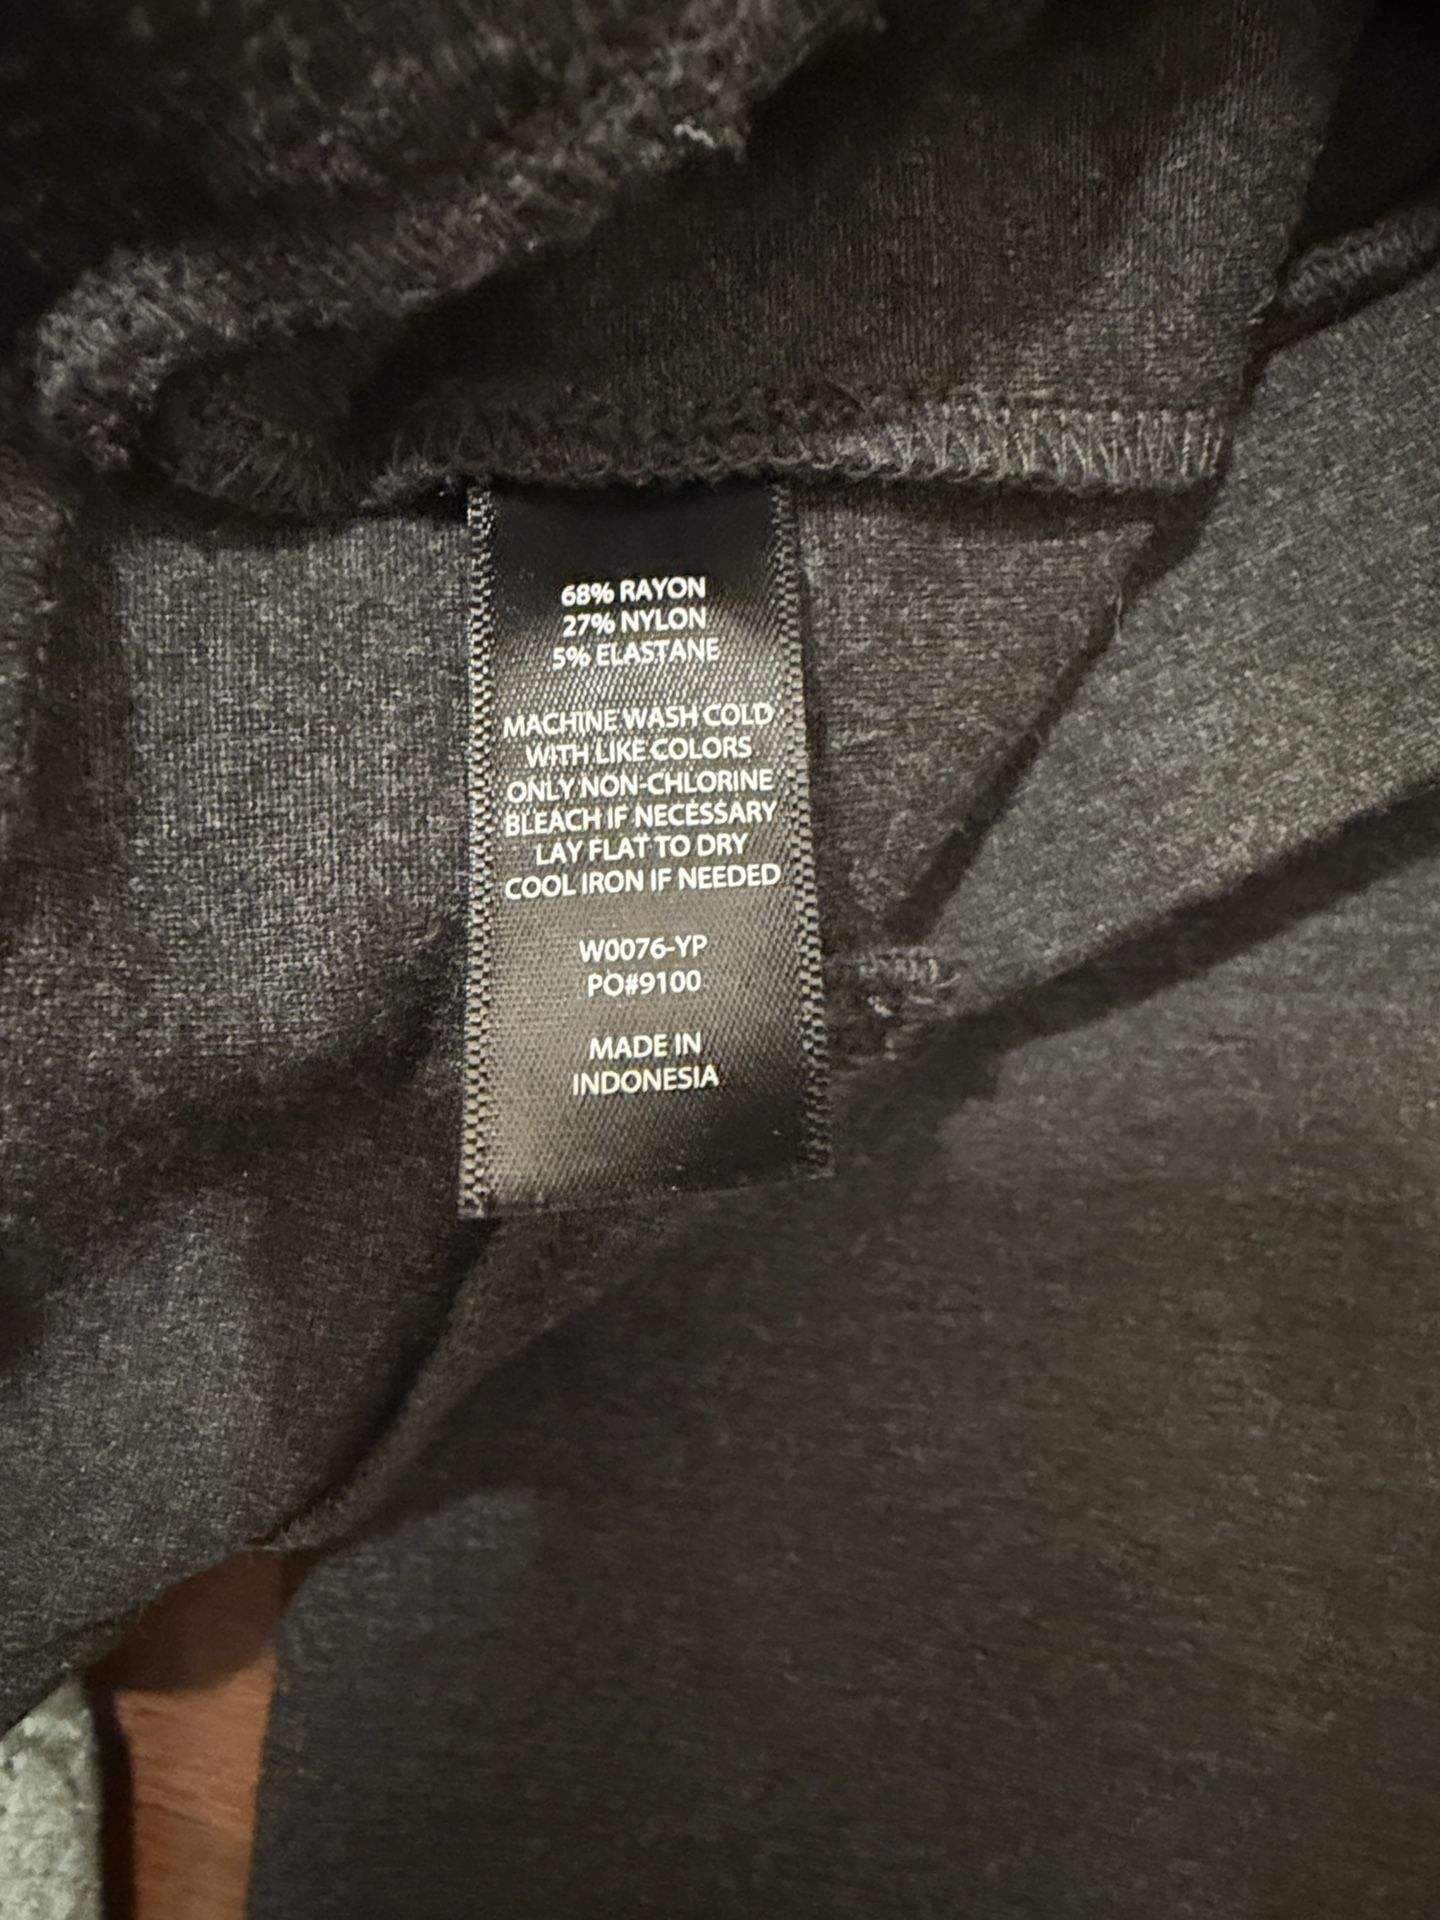 68% RAYON
27% NYLON
5% ELASTANE
MACHINE WASH COLD
WITH LIKE COLORS
ONLY NON-CHLORINE
BLEACH IF NECESSARY
LAY FLAT TO DRY
COOL IRON IF NEEDED
W0076-YP
PO#9100
MADE IN
INDONESIA